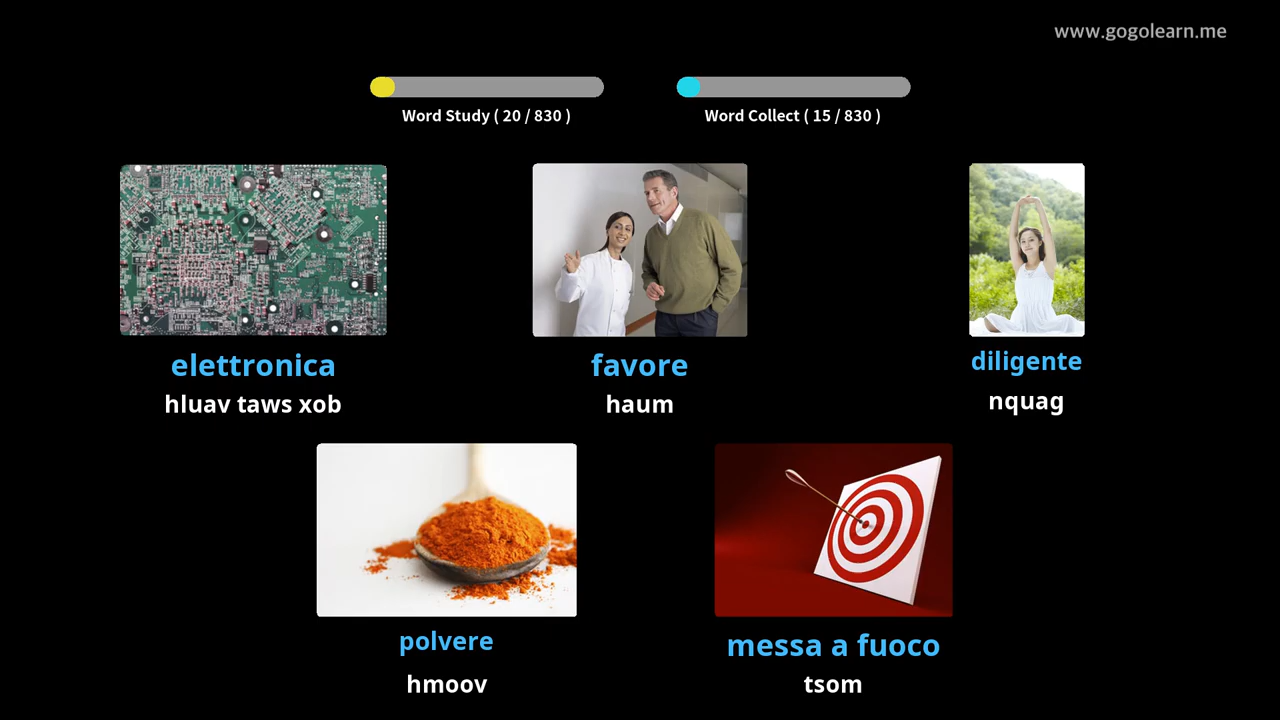 www.gogolearn.me
Word Study ( 20 / 830 )
Word Collect ( 15 / 830 )
elettronica
hluav taws xob
favore
haum
diligente
nquag
polvere
hmoov
messa a fuoco
tsom